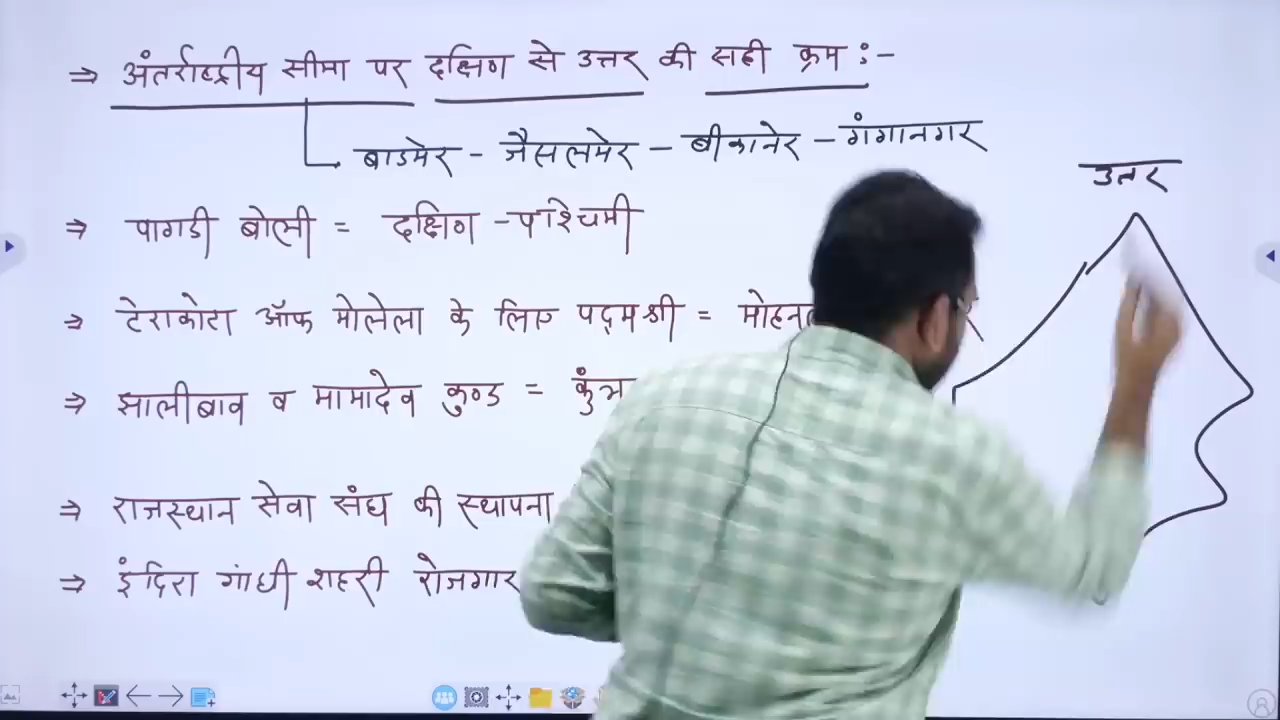 ⇒ अंतर्राष्ट्रीय सीमा पर दक्षिण से उत्तर की सही क्रम :-
बाडमेर - जैसलमेर - बीकानेर - गंगानगर
उत्तर
⇒ पागडी बोली = दक्षिण - पश्चिमी
⇒ टेराकोटा ऑफ मोलेला के लिए पद्मश्री =
⇒ झालीबाव व मामादेव कुण्ड =
⇒ राजस्थान सेवा संघ की स्थापना
⇒ इंदिरा गांधी शहरी रोजगार